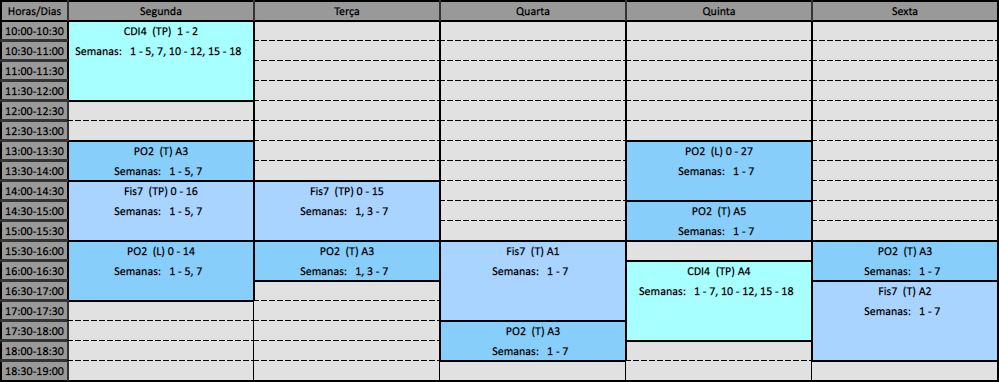 Horas/Dias Segunda Terça Quarta Quinta Sexta
10:00-10:30 CDI4 (TP) 1 - 2
10:30-11:00 Semanas: 1 - 5, 7, 10 - 12, 15 - 18
11:00-11:30
11:30-12:00
12:00-12:30
12:30-13:00
13:00-13:30 PO2 (T) A3 PO2 (L) 0 - 27
13:30-14:00 Semanas: 1 - 5, 7 Semanas: 1 - 7
14:00-14:30 Fis7 (TP) 0 - 16 Fis7 (TP) 0 - 15
14:30-15:00 Semanas: 1 - 5, 7 Semanas: 1, 3 - 7 PO2 (T) A5
15:00-15:30 Semanas: 1 - 7
15:30-16:00 PO2 (L) 0 - 14 PO2 (T) A3 Fis7 (T) A1 PO2 (T) A3
16:00-16:30 Semanas: 1 - 5, 7 Semanas: 1, 3 - 7 Semanas: 1 - 7 CDI4 (TP) A4 Semanas: 1 - 7
16:30-17:00 Semanas: 1 - 7, 10 - 12, 15 - 18 Fis7 (T) A2
17:00-17:30 Semanas: 1 - 7
17:30-18:00 PO2 (T) A3
18:00-18:30 Semanas: 1 - 7
18:30-19:00